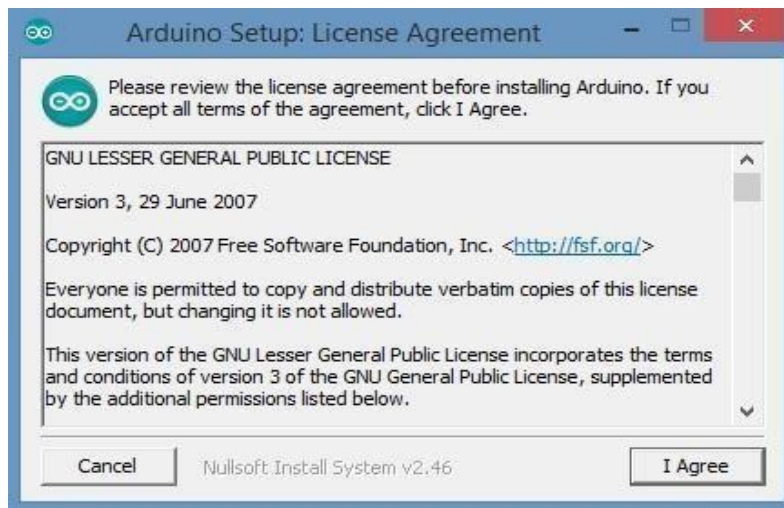 Arduino Setup: License Agreement
Please review the license agreement before installing Arduino. If you
accept all terms of the agreement, click I Agree.
GNU LESSER GENERAL PUBLIC LICENSE
Version 3, 29 June 2007
Copyright (C) 2007 Free Software Foundation, Inc. <http://fsf.org/>
Everyone is permitted to copy and distribute verbatim copies of this license
document, but changing it is not allowed.
This version of the GNU Lesser General Public License incorporates the terms
and conditions of version 3 of the GNU General Public License, supplemented
by the additional permissions listed below.
Cancel Nullsoft Install System v2.46 I Agree